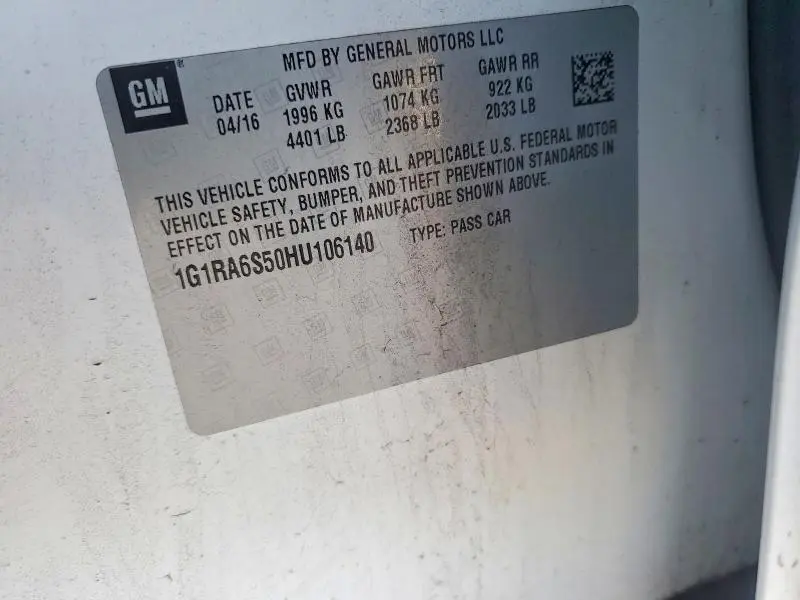 MFD BY GENERAL MOTORS LLC
GM
DATE GVWR GAWR FRT GAWR RR
04/16 1996 KG 1074 KG 922 KG
4401 LB 2368 LB 2033 LB
THIS VEHICLE CONFORMS TO ALL APPLICABLE U.S. FEDERAL MOTOR
VEHICLE SAFETY, BUMPER, AND THEFT PREVENTION STANDARDS IN
EFFECT ON THE DATE OF MANUFACTURE SHOWN ABOVE.
1G1RA6S50HU106140 TYPE: PASS CAR